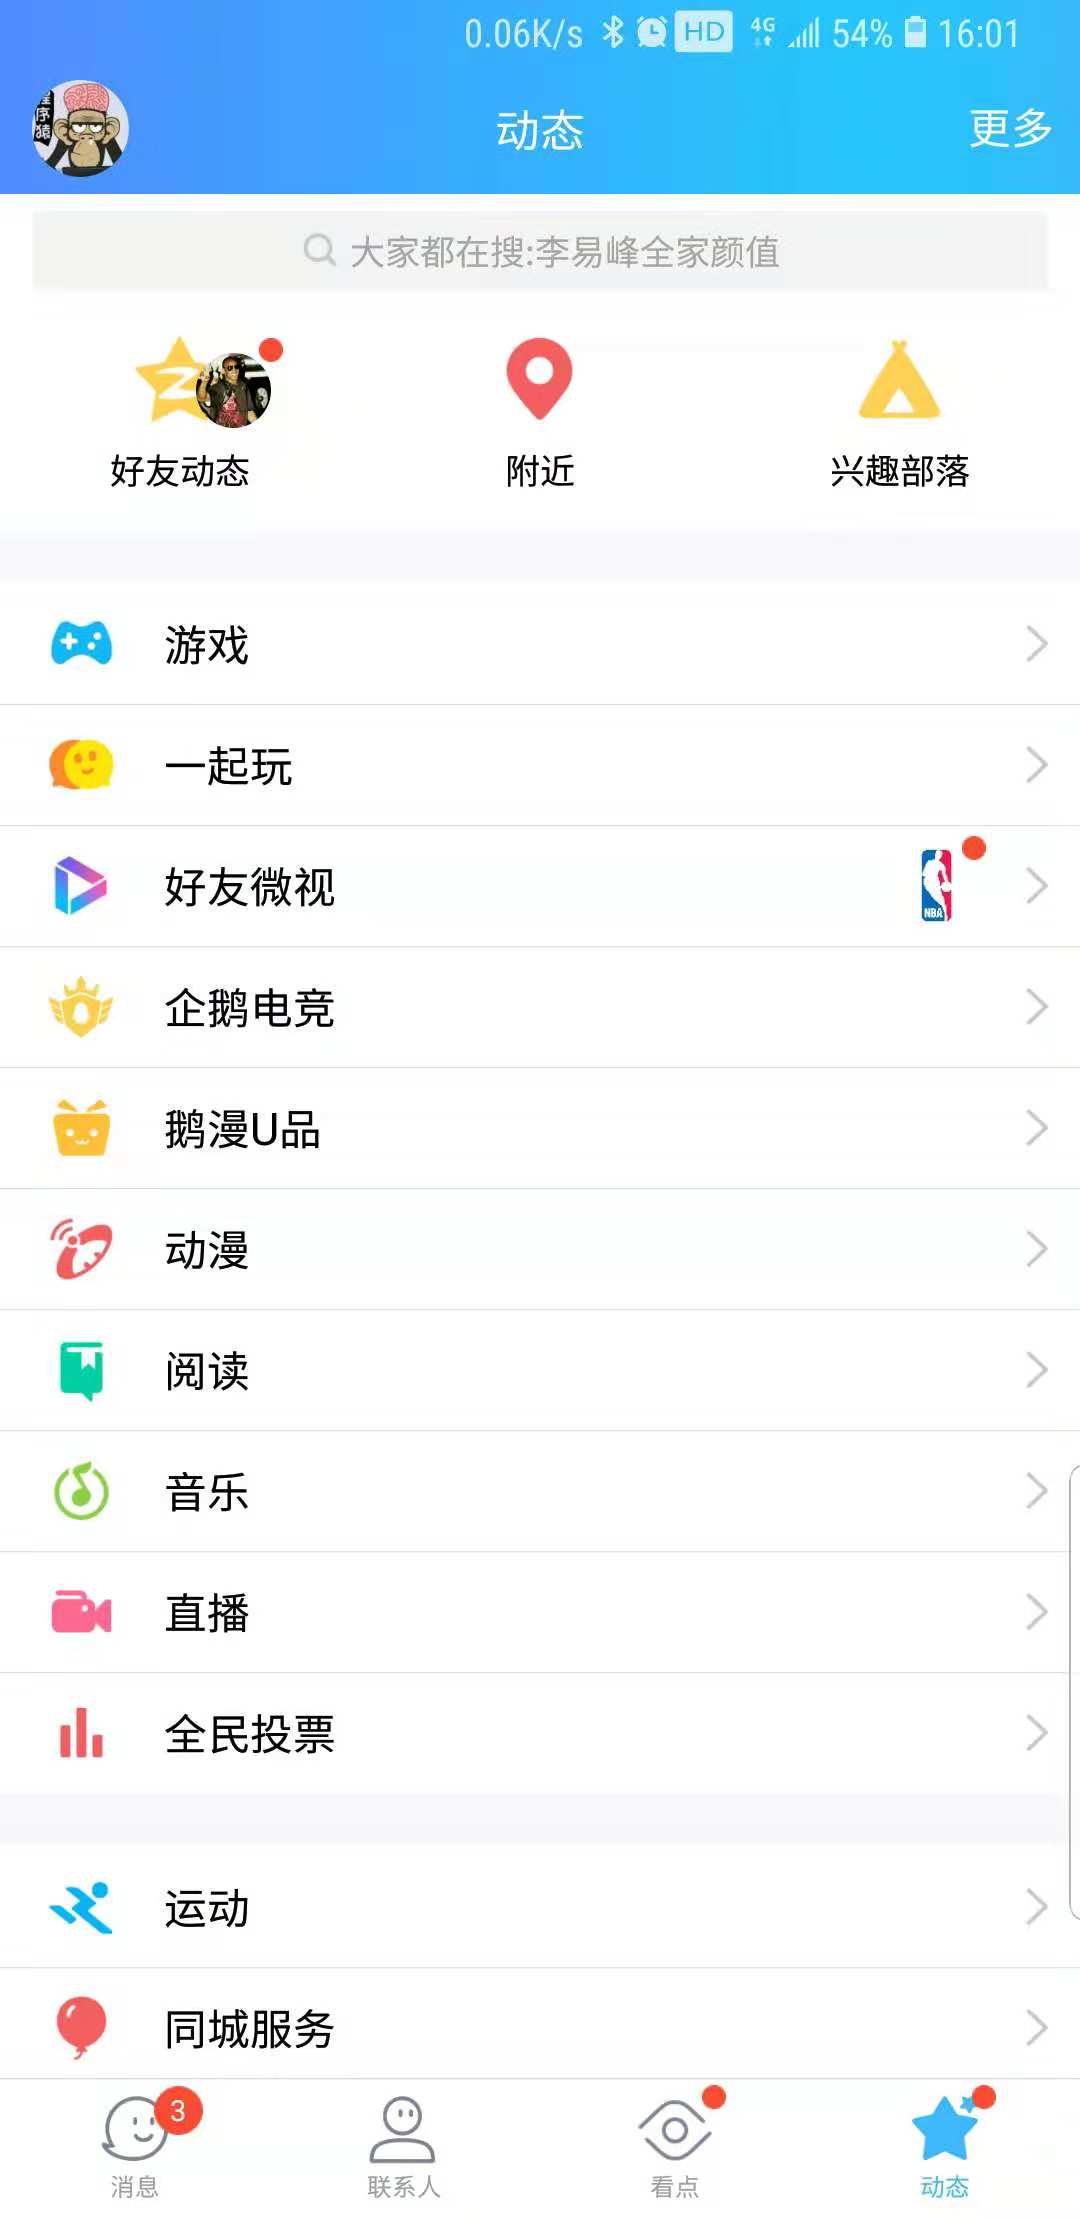 0.06K/s HD 4G 54% 16:01
程序猿
动态
更多
大家都在搜:李易峰全家颜值
好友动态
附近
兴趣部落
游戏
一起玩
好友微视
NBA
企鹅电竞
鹅漫U品
动漫
阅读
音乐
直播
全民投票
运动
同城服务
3
消息
联系人
看点
动态